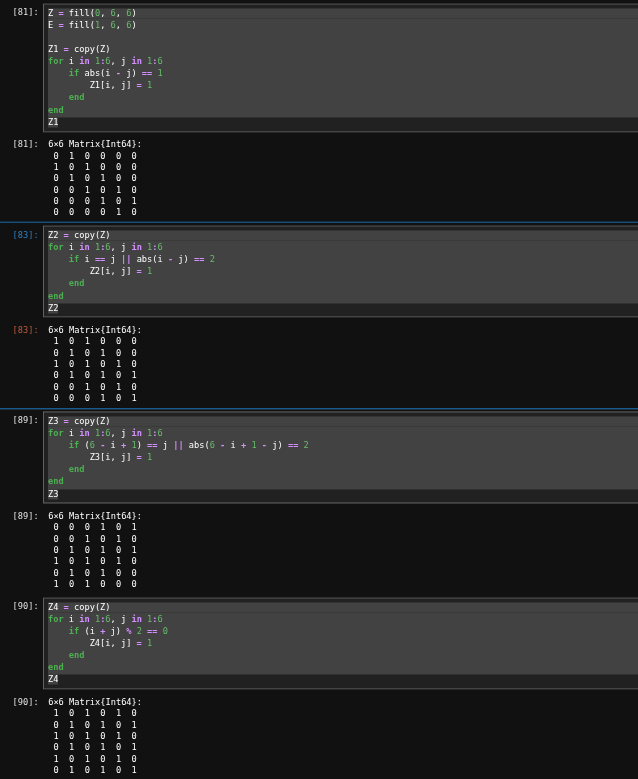 [81]: Z = fill(0, 6, 6)
E = fill(1, 6, 6)
Z1 = copy(Z)
for i in 1:6, j in 1:6
    if abs(i - j) == 1
        Z1[i, j] = 1
    end
end
Z1
[81]: 6×6 Matrix{Int64}:
 0  1  0  0  0  0
 1  0  1  0  0  0
 0  1  0  1  0  0
 0  0  1  0  1  0
 0  0  0  1  0  1
 0  0  0  0  1  0
[83]: Z2 = copy(Z)
for i in 1:6, j in 1:6
    if i == j || abs(i - j) == 2
        Z2[i, j] = 1
    end
end
Z2
[83]: 6×6 Matrix{Int64}:
 1  0  1  0  0  0
 0  1  0  1  0  0
 1  0  1  0  1  0
 0  1  0  1  0  1
 0  0  1  0  1  0
 0  0  0  1  0  1
[89]: Z3 = copy(Z)
for i in 1:6, j in 1:6
    if (6 - i + 1) == j || abs(6 - i + 1 - j) == 2
        Z3[i, j] = 1
    end
end
Z3
[89]: 6×6 Matrix{Int64}:
 0  0  0  1  0  1
 0  0  1  0  1  0
 0  1  0  1  0  1
 1  0  1  0  1  0
 0  1  0  1  0  0
 1  0  1  0  0  0
[90]: Z4 = copy(Z)
for i in 1:6, j in 1:6
    if (i + j) % 2 == 0
        Z4[i, j] = 1
    end
end
Z4
[90]: 6×6 Matrix{Int64}:
 1  0  1  0  1  0
 0  1  0  1  0  1
 1  0  1  0  1  0
 0  1  0  1  0  1
 1  0  1  0  1  0
 0  1  0  1  0  1